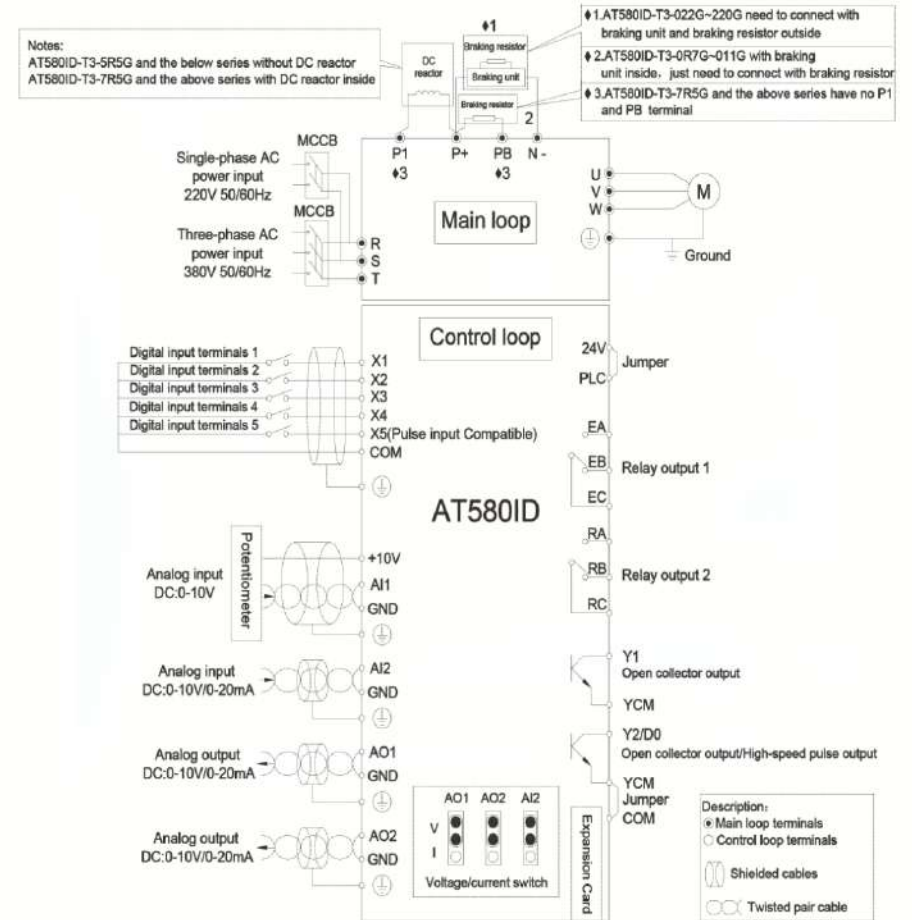 Notes:
AT580ID-T3-5R5G and the below series without DC reactor
AT580ID-T3-7R5G and the above series with DC reactor inside
DC
reactor
♦1
Braking resistor
Braking unit
Braking resistor
2
♦1.AT580ID-T3-022G~220G need to connect with
braking unit and braking resistor outside
♦2.AT580ID-T3-0R7G~011G with braking
unit inside, just need to connect with braking resistor
♦3.AT580ID-T3-7R5G and the above series have no P1
and PB terminal
MCCB
Single-phase AC
power input
220V 50/60Hz
MCCB
Three-phase AC
power input
380V 50/60Hz
P1
P+
PB
N -
♦3
♦3
Main loop
R
S
T
U
V
W
M
Ground
Control loop
Digital input terminals 1
Digital input terminals 2
Digital input terminals 3
Digital input terminals 4
Digital input terminals 5
X1
X2
X3
X4
X5(Pulse input Compatible)
COM
24V
PLC
Jumper
EA
EB
EC
Relay output 1
AT580ID
RA
RB
RC
Relay output 2
Potentiometer
Analog input
DC:0-10V
+10V
AI1
GND
Analog input
DC:0-10V/0-20mA
AI2
GND
Y1
Open collector output
YCM
Analog output
DC:0-10V/0-20mA
AO1
GND
Y2/D0
Open collector output/High-speed pulse output
YCM
Jumper
COM
Analog output
DC:0-10V/0-20mA
AO2
GND
AO1 AO2 AI2
V
I
Voltage/current switch
Expansion Card
Description:
Main loop terminals
Control loop terminals
Shielded cables
Twisted pair cable